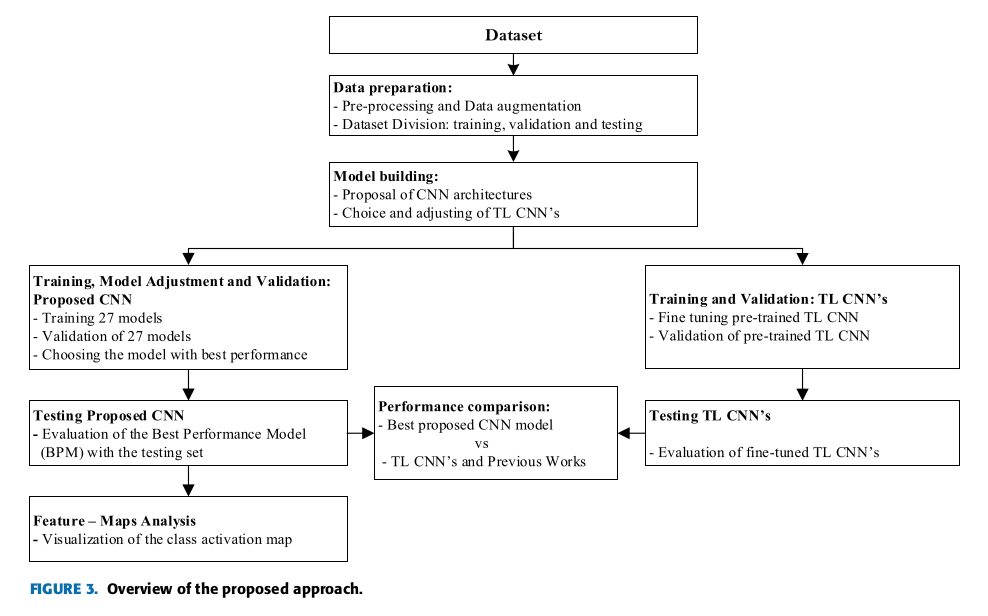 Dataset
Data preparation:
- Pre-processing and Data augmentation
- Dataset Division: training, validation and testing
Model building:
- Proposal of CNN architectures
- Choice and adjusting of TL CNN's
Training, Model Adjustment and Validation:
Proposed CNN
- Training 27 models
- Validation of 27 models
- Choosing the model with best performance
Training and Validation: TL CNN's
- Fine tuning pre-trained TL CNN
- Validation of pre-trained TL CNN
Testing Proposed CNN
- Evaluation of the Best Performance Model
(BPM) with the testing set
Performance comparison:
- Best proposed CNN model
vs
- TL CNN's and Previous Works
Testing TL CNN's
- Evaluation of fine-tuned TL CNN's
Feature – Maps Analysis
- Visualization of the class activation map
FIGURE 3. Overview of the proposed approach.